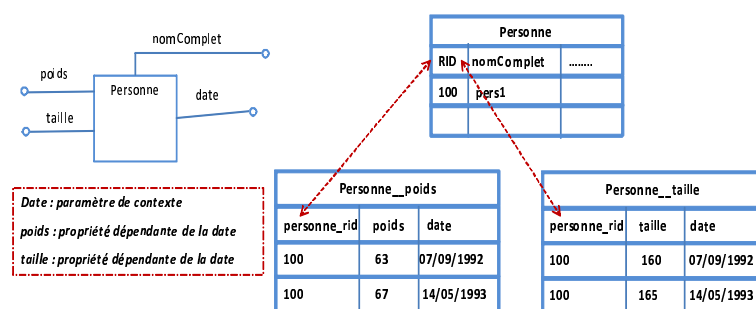 nomComplet
poids
Personne
date
taille
Date : paramètre de contexte
poids : propriété dépendante de la date
taille : propriété dépendante de la date
Personne
RID nomComplet ........
100 pers1
Personne__poids
personne_rid poids date
100 63 07/09/1992
100 67 14/05/1993
Personne__taille
personne_rid taille date
100 160 07/09/1992
100 165 14/05/1993